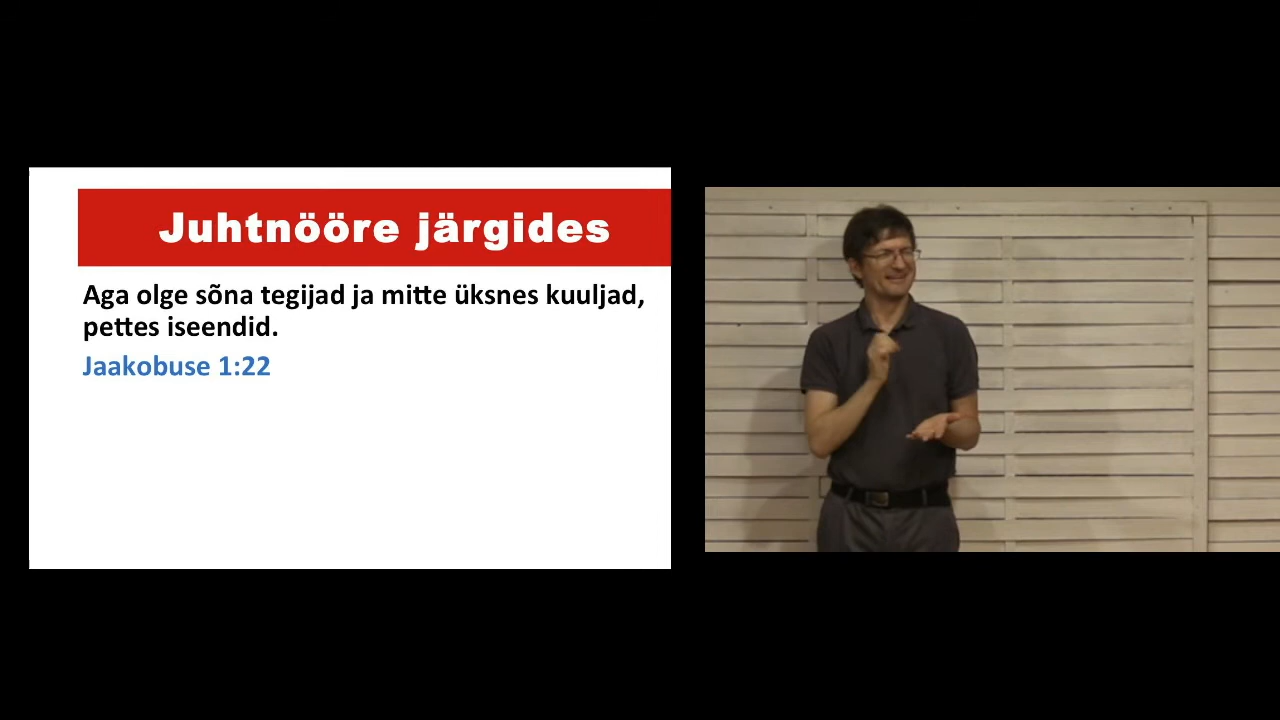 Juhtnööre järgides
Aga olge sõna tegijad ja mitte üksnes kuuljad,
pettes iseendid.
Jaakobuse 1:22